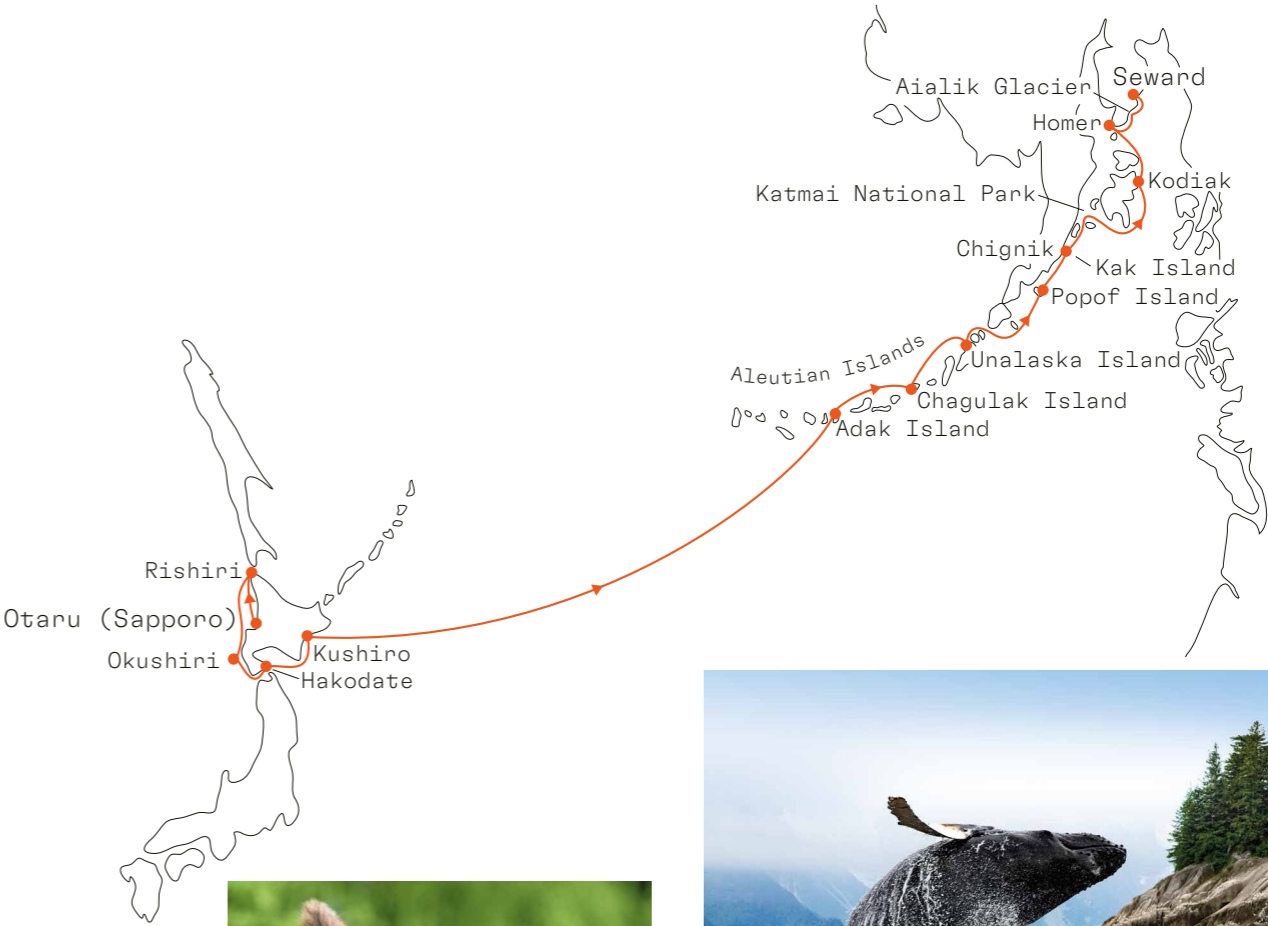 Seward
Aialik Glacier
Homer
Kodiak
Katmai National Park
Chignik
Kak Island
Popof Island
Unalaska Island
Aleutian Islands
Chagulak Island
Adak Island
Rishiri
Otaru (Sapporo)
Okushiri
Kushiro
Hakodate